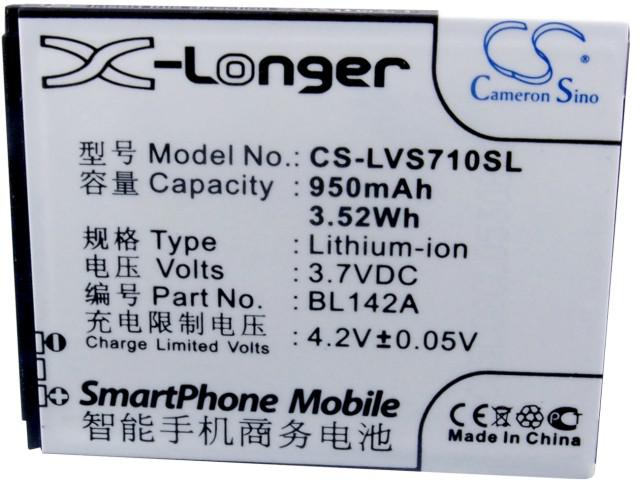 X-Longer
CS
Cameron Sino
型号 Model No.: CS-LVS710SL
容量 Capacity: 950mAh
3.52Wh
规格 Type : Lithium-ion
电压 Volts : 3.7VDC
编号 Part No. : BL142A
充电限制电压 : 4.2V±0.05V
Charge Limited Volts
SmartPhone Mobile
智能手机商务电池
CE PCT
Made In China